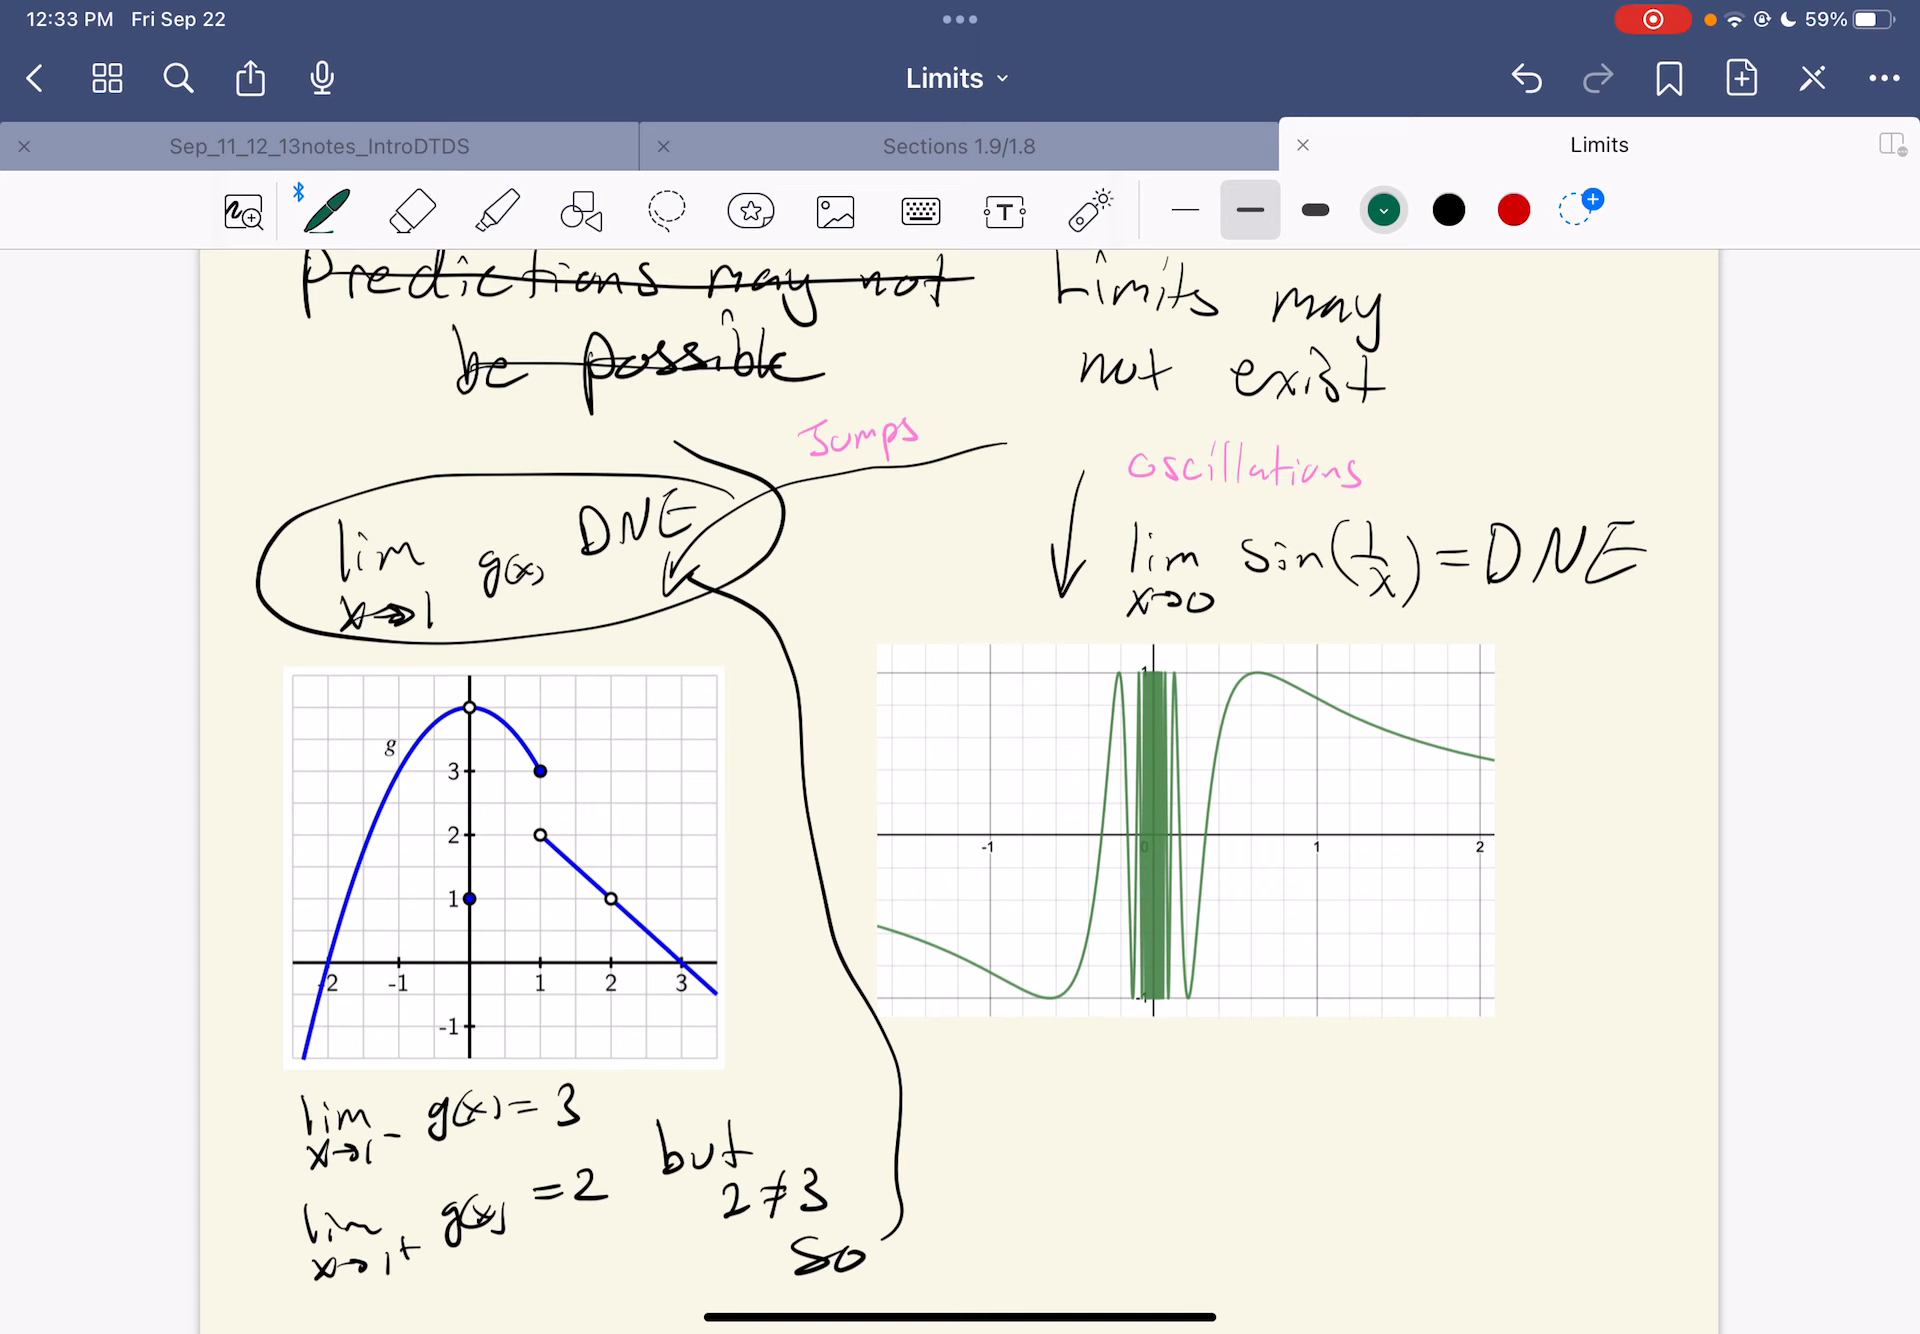 12:33 PM Fri Sep 22
59%
Limits
Sep_11_12_13notes_IntroDTDS
Sections 1.9/1.8
Limits
T
Predictions may not
be possible
Limits may
not exist
Jumps
oscillations
lim g(x) DNE
x→1
lim sin(1/x) = DNE
x→0
g
3
2
1
-2 -1 1 2 3
-1
1
-1 0 1 2
-1
lim g(x) = 3
x→1-
but
lim g(x) = 2
x→1+
2 ≠ 3
so